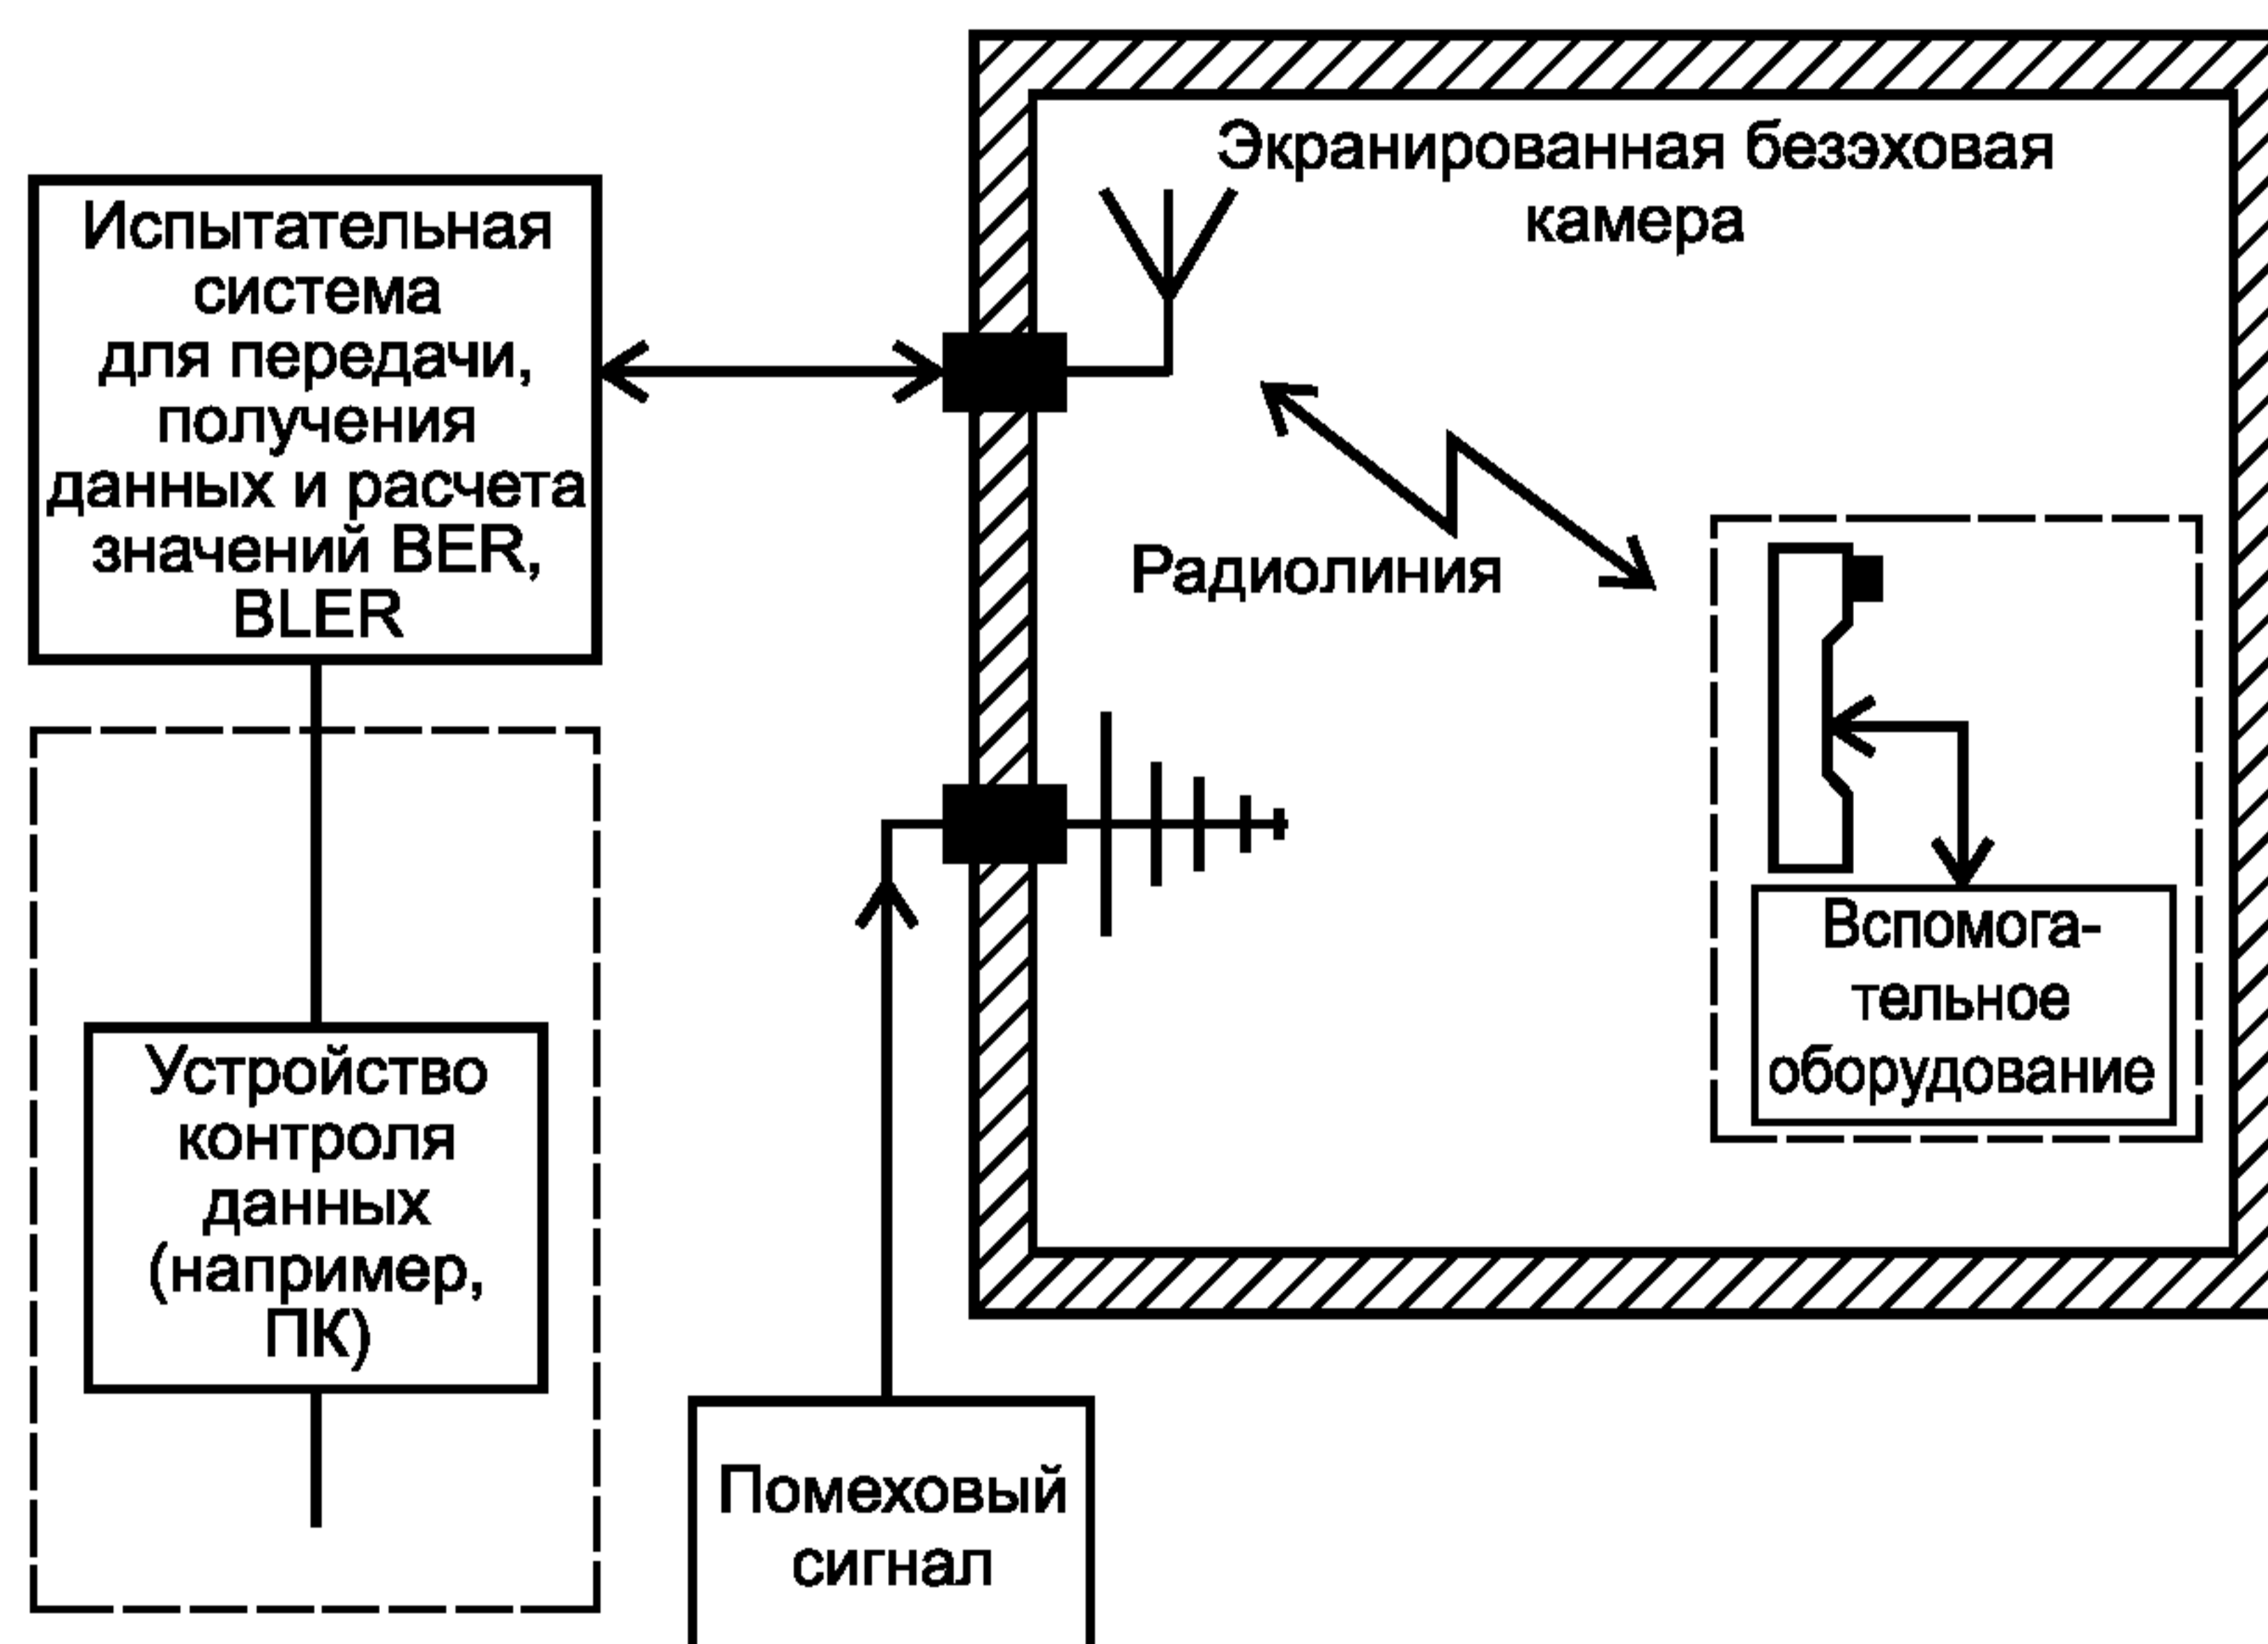 Экранированная безэховая
камера
Испытательная
система
для передачи,
получения
данных и расчета
значений BER,
BLER
Радиолиния
Вспомога-
тельное
оборудование
Устройство
контроля
данных
(например,
ПК)
Помеховый
сигнал